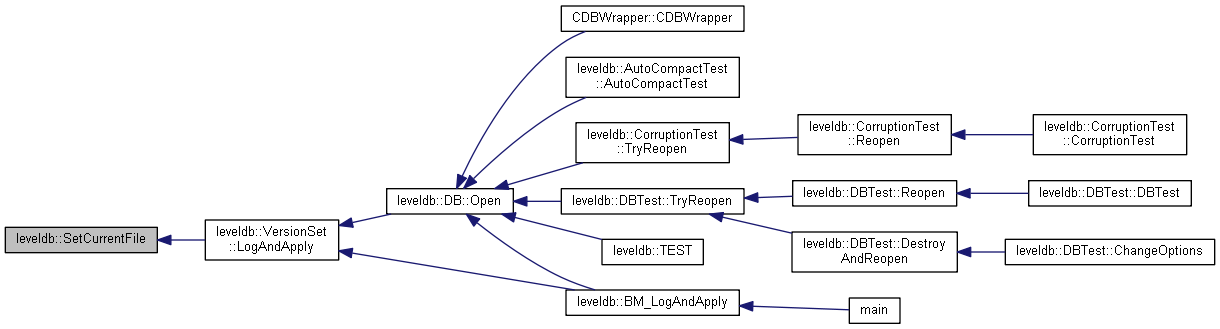 CDBWrapper::CDBWrapper
leveldb::AutoCompactTest
::AutoCompactTest
leveldb::CorruptionTest
::TryReopen
leveldb::CorruptionTest
::Reopen
leveldb::CorruptionTest
::CorruptionTest
leveldb::DB::Open
leveldb::DBTest::TryReopen
leveldb::DBTest::Reopen
leveldb::DBTest::DBTest
leveldb::SetCurrentFile
leveldb::VersionSet
::LogAndApply
leveldb::TEST
leveldb::DBTest::Destroy
AndReopen
leveldb::DBTest::ChangeOptions
leveldb::BM_LogAndApply
main